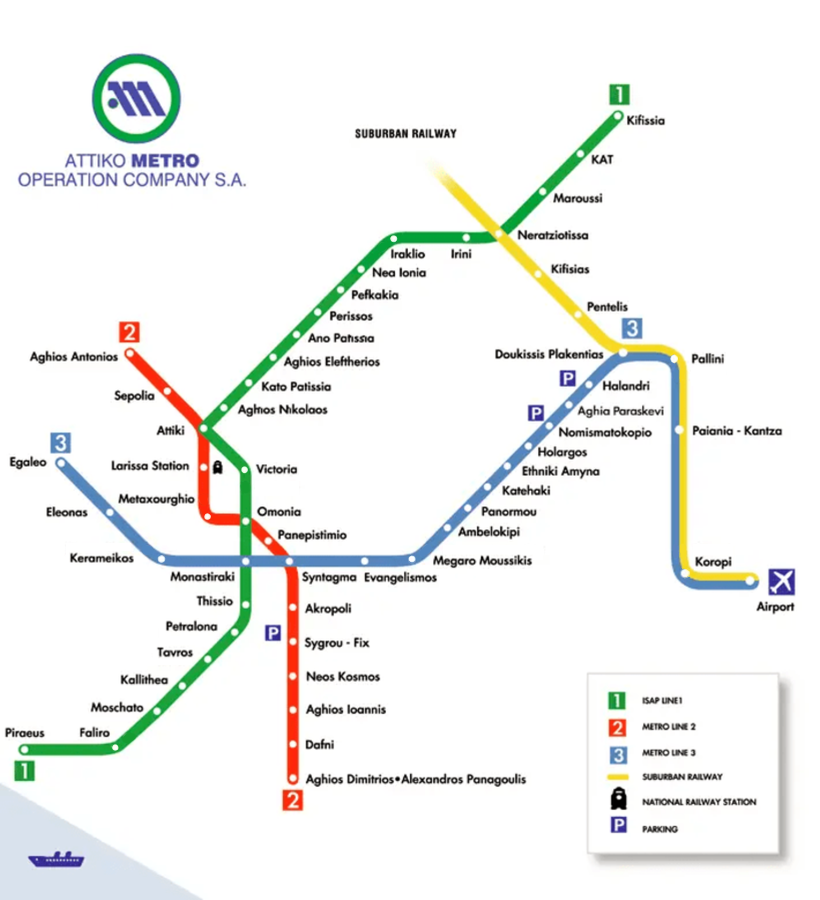 1
Kifissia
SUBURBAN RAILWAY
ATTIKO METRO
OPERATION COMPANY S.A.
KAT
Maroussi
Neratziotissa
Iraklio
Irini
Nea Ionia
Kifisias
Pefkakia
Pentelis
Perissos
2
3
Ano Patissia
Aghios Antonios
Doukissis Plakentias
Pallini
Aghios Eleftherios
P
Halandri
Kato Patissia
Sepolia
Aghios Nikolaos
P
Aghia Paraskevi
Attiki
Nomismatokopio
Paiania - Kantza
3
Holargos
Egaleo
Larissa Station
Victoria
Ethniki Amyna
Katehaki
Metaxourghio
Eleonas
Omonia
Panormou
Panepistimio
Ambelokipi
Kerameikos
Megaro Moussikis
Koropi
Monastiraki
Syntagma
Evangelismos
Thissio
Akropoli
Airport
Petralona
P
Sygrou - Fix
Tavros
Kallithea
Neos Kosmos
Moschato
Aghios Ioannis
Piraeus
Faliro
Dafni
1
Aghios Dimitrios•Alexandros Panagoulis
2
1 ISAP LINE1
2 METRO LINE 2
3 METRO LINE 3
SUBURBAN RAILWAY
NATIONAL RAILWAY STATION
P PARKING